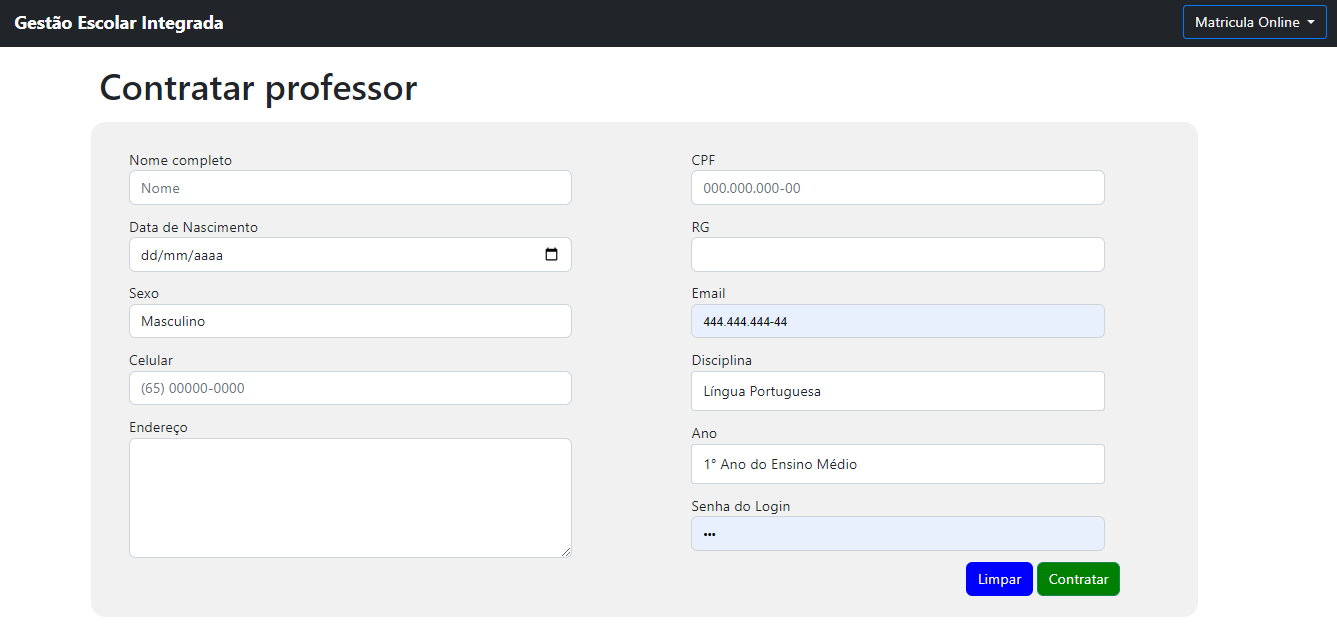 Gestão Escolar Integrada
Matricula Online
Contratar professor
Nome completo
Nome
Data de Nascimento
dd/mm/aaaa
Sexo
Masculino
Celular
(65) 00000-0000
Endereço
CPF
000.000.000-00
RG
Email
444.444.444-44
Disciplina
Língua Portuguesa
Ano
1° Ano do Ensino Médio
Senha do Login
•••
Limpar
Contratar